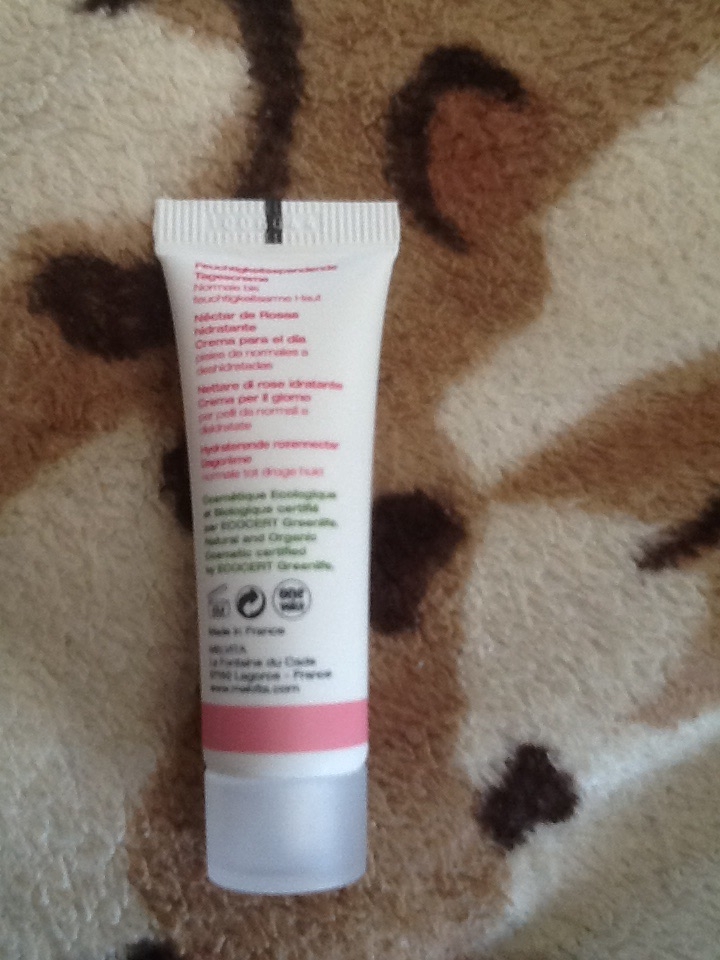 Feuchtigkeitsspendende
Tagescreme
Normale bis
feuchtigkeitsarme Haut
Néctar de Rosas
hidratante
Crema para el día
pieles de normales a
deshidratadas
Nettare di rose idratante
Crema per il giorno
per pelli da normali a
disidratate
Hydraterende rozennectar
Dagcrème
normale tot droge huid
Cosmétique Ecologique
et Biologique certifié
par ECOCERT Greenlife.
Natural and Organic
Cosmetic certified
by ECOCERT Greenlife.
Made in France
MELVITA
La Fontaine du Cade
07150 Lagorce - France
www.melvita.com